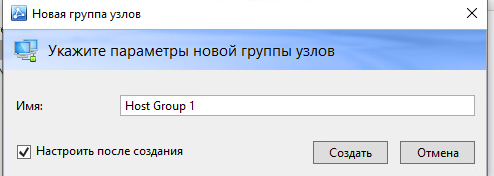 Новая группа узлов
Укажите параметры новой группы узлов
Имя: Host Group 1
Настроить после создания Создать Отмена